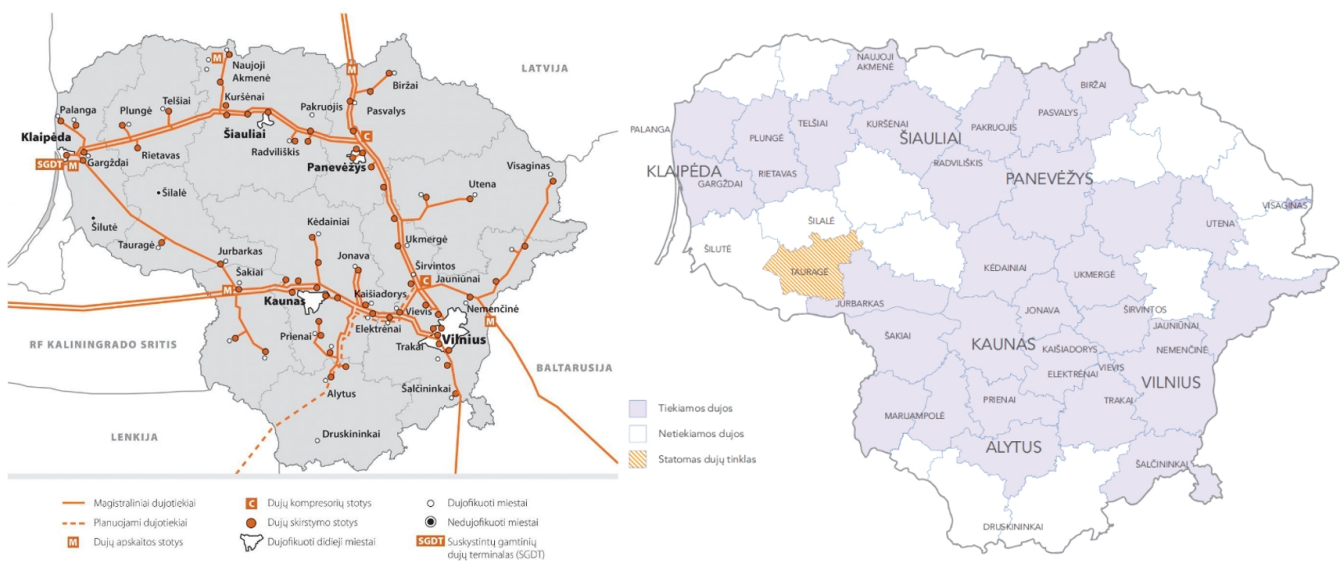 LATVIJA
M
M
Naujoji
Akmenė
Biržai
Palanga
Plungė
Telšiai
Kuršėnai
Pakruojis
Pasvalys
Klaipėda
Šiauliai
C
SGDT
M
Gargždai
Rietavas
Radviliškis
Panevėžys
Visaginas
Šilalė
Utena
Šilutė
Tauragė
Kėdainiai
Ukmergė
Jurbarkas
Jonava
Širvintos
Šakiai
Jauniūnai
M
Kaunas
Kaišiadorys
C
Vievis
Nemenčinė
Elektrėnai
M
Prienai
Vilnius
RF KALININGRADO SRITIS
Trakai
BALTARUSIJA
Alytus
Šalčininkai
LENKIJA
Druskininkai
Magistraliniai dujotiekiai
Planuojami dujotiekiai
M Dujų apskaitos stotys
C Dujų kompresorių stotys
Dujų skirstymo stotys
Dujofikuoti didieji miestai
Dujofikuoti miestai
Nedujofikuoti miestai
SGDT Suskystintų gamtinių
dujų terminalas (SGDT)
NAUJOJI
AKMENĖ
BIRŽAI
PALANGA
PLUNGĖ
TELŠIAI
KURŠĖNAI
ŠIAULIAI
PAKRUOJIS
PASVALYS
KLAIPĖDA
GARGŽDAI
RIETAVAS
RADVILIŠKIS
PANEVĖŽYS
VISAGINAS
ŠILALĖ
UTENA
ŠILUTĖ
TAURAGĖ
KĖDAINIAI
UKMERGĖ
JURBARKAS
JONAVA
ŠIRVINTOS
JAUNIŪNAI
ŠAKIAI
KAUNAS
KAIŠIADORYS
NEMENČINĖ
ELEKTRĖNAI
VIEVIS
VILNIUS
PRIENAI
TRAKAI
MARIJAMPOLĖ
ALYTUS
ŠALČININKAI
DRUSKININKAI
Tiekiamos dujos
Netiekiamos dujos
Statomas dujų tinklas